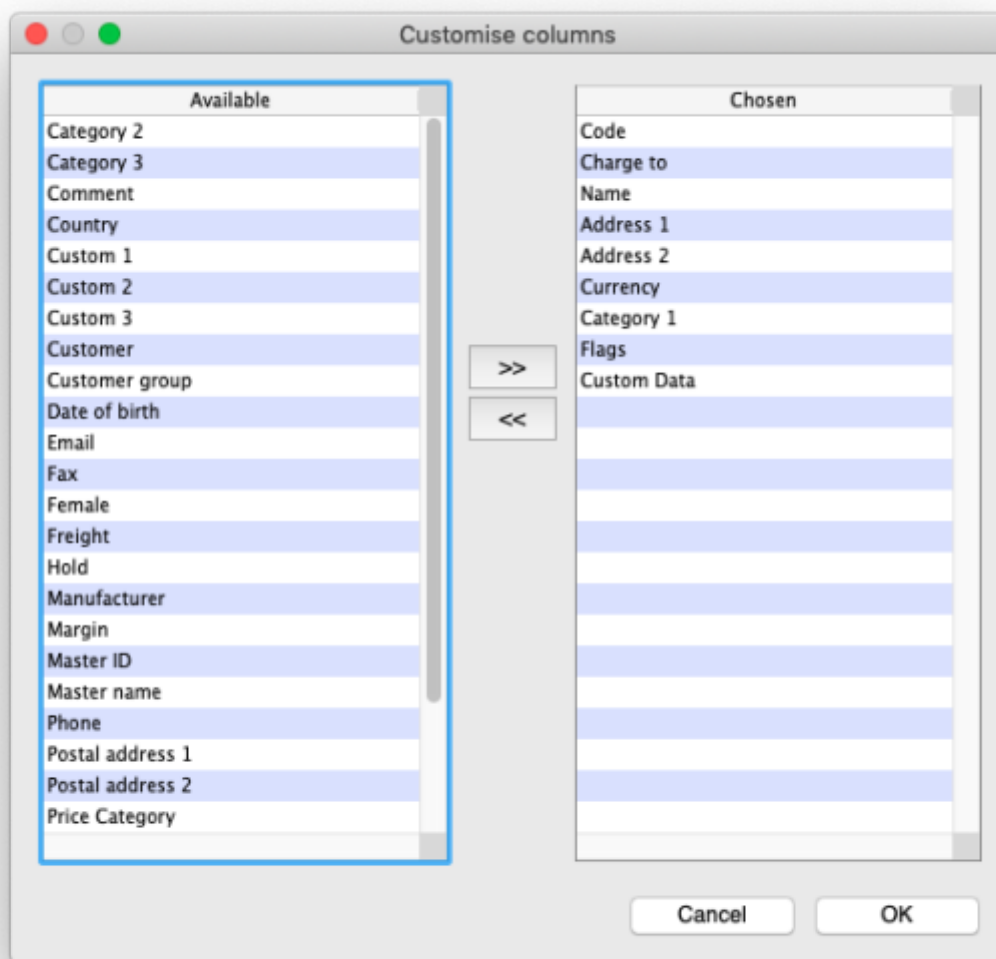 Customise columns
Available
Category 2
Category 3
Comment
Country
Custom 1
Custom 2
Custom 3
Customer
Customer group
Date of birth
Email
Fax
Female
Freight
Hold
Manufacturer
Margin
Master ID
Master name
Phone
Postal address 1
Postal address 2
Price Category
>>
<<
Chosen
Code
Charge to
Name
Address 1
Address 2
Currency
Category 1
Flags
Custom Data
Cancel
OK